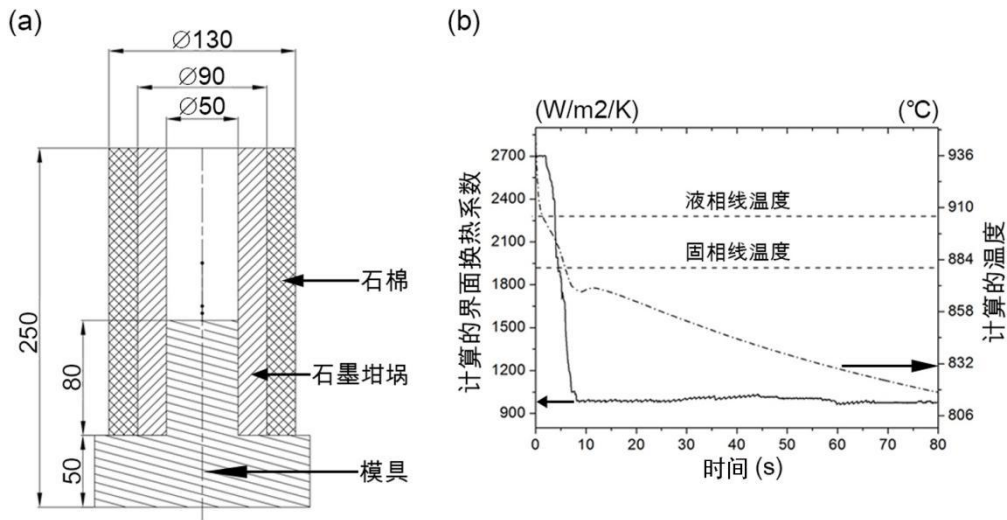 (a)
∅130
∅90
∅50
250
80
50
石棉
石墨坩埚
模具
(b)
(W/m2/K)
(°C)
计算的界面换热系数
2700
2400
2100
1800
1500
1200
900
液相线温度
固相线温度
936
910
884
858
832
806
计算的温度
0 10 20 30 40 50 60 70 80
时间 (s)